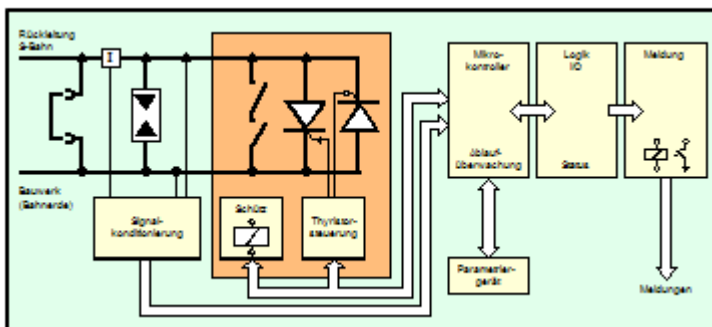 Rückleitung
S-Bahn
I
Bauwerk
(Bahnerde)
Signal-
konditionierung
Schütz
Thyristor-
steuerung
Mikro-
kontroller
Ablauf-
überwachung
Logik
I/O
Status
Meldung
Parametrier-
gerät
Meldungen